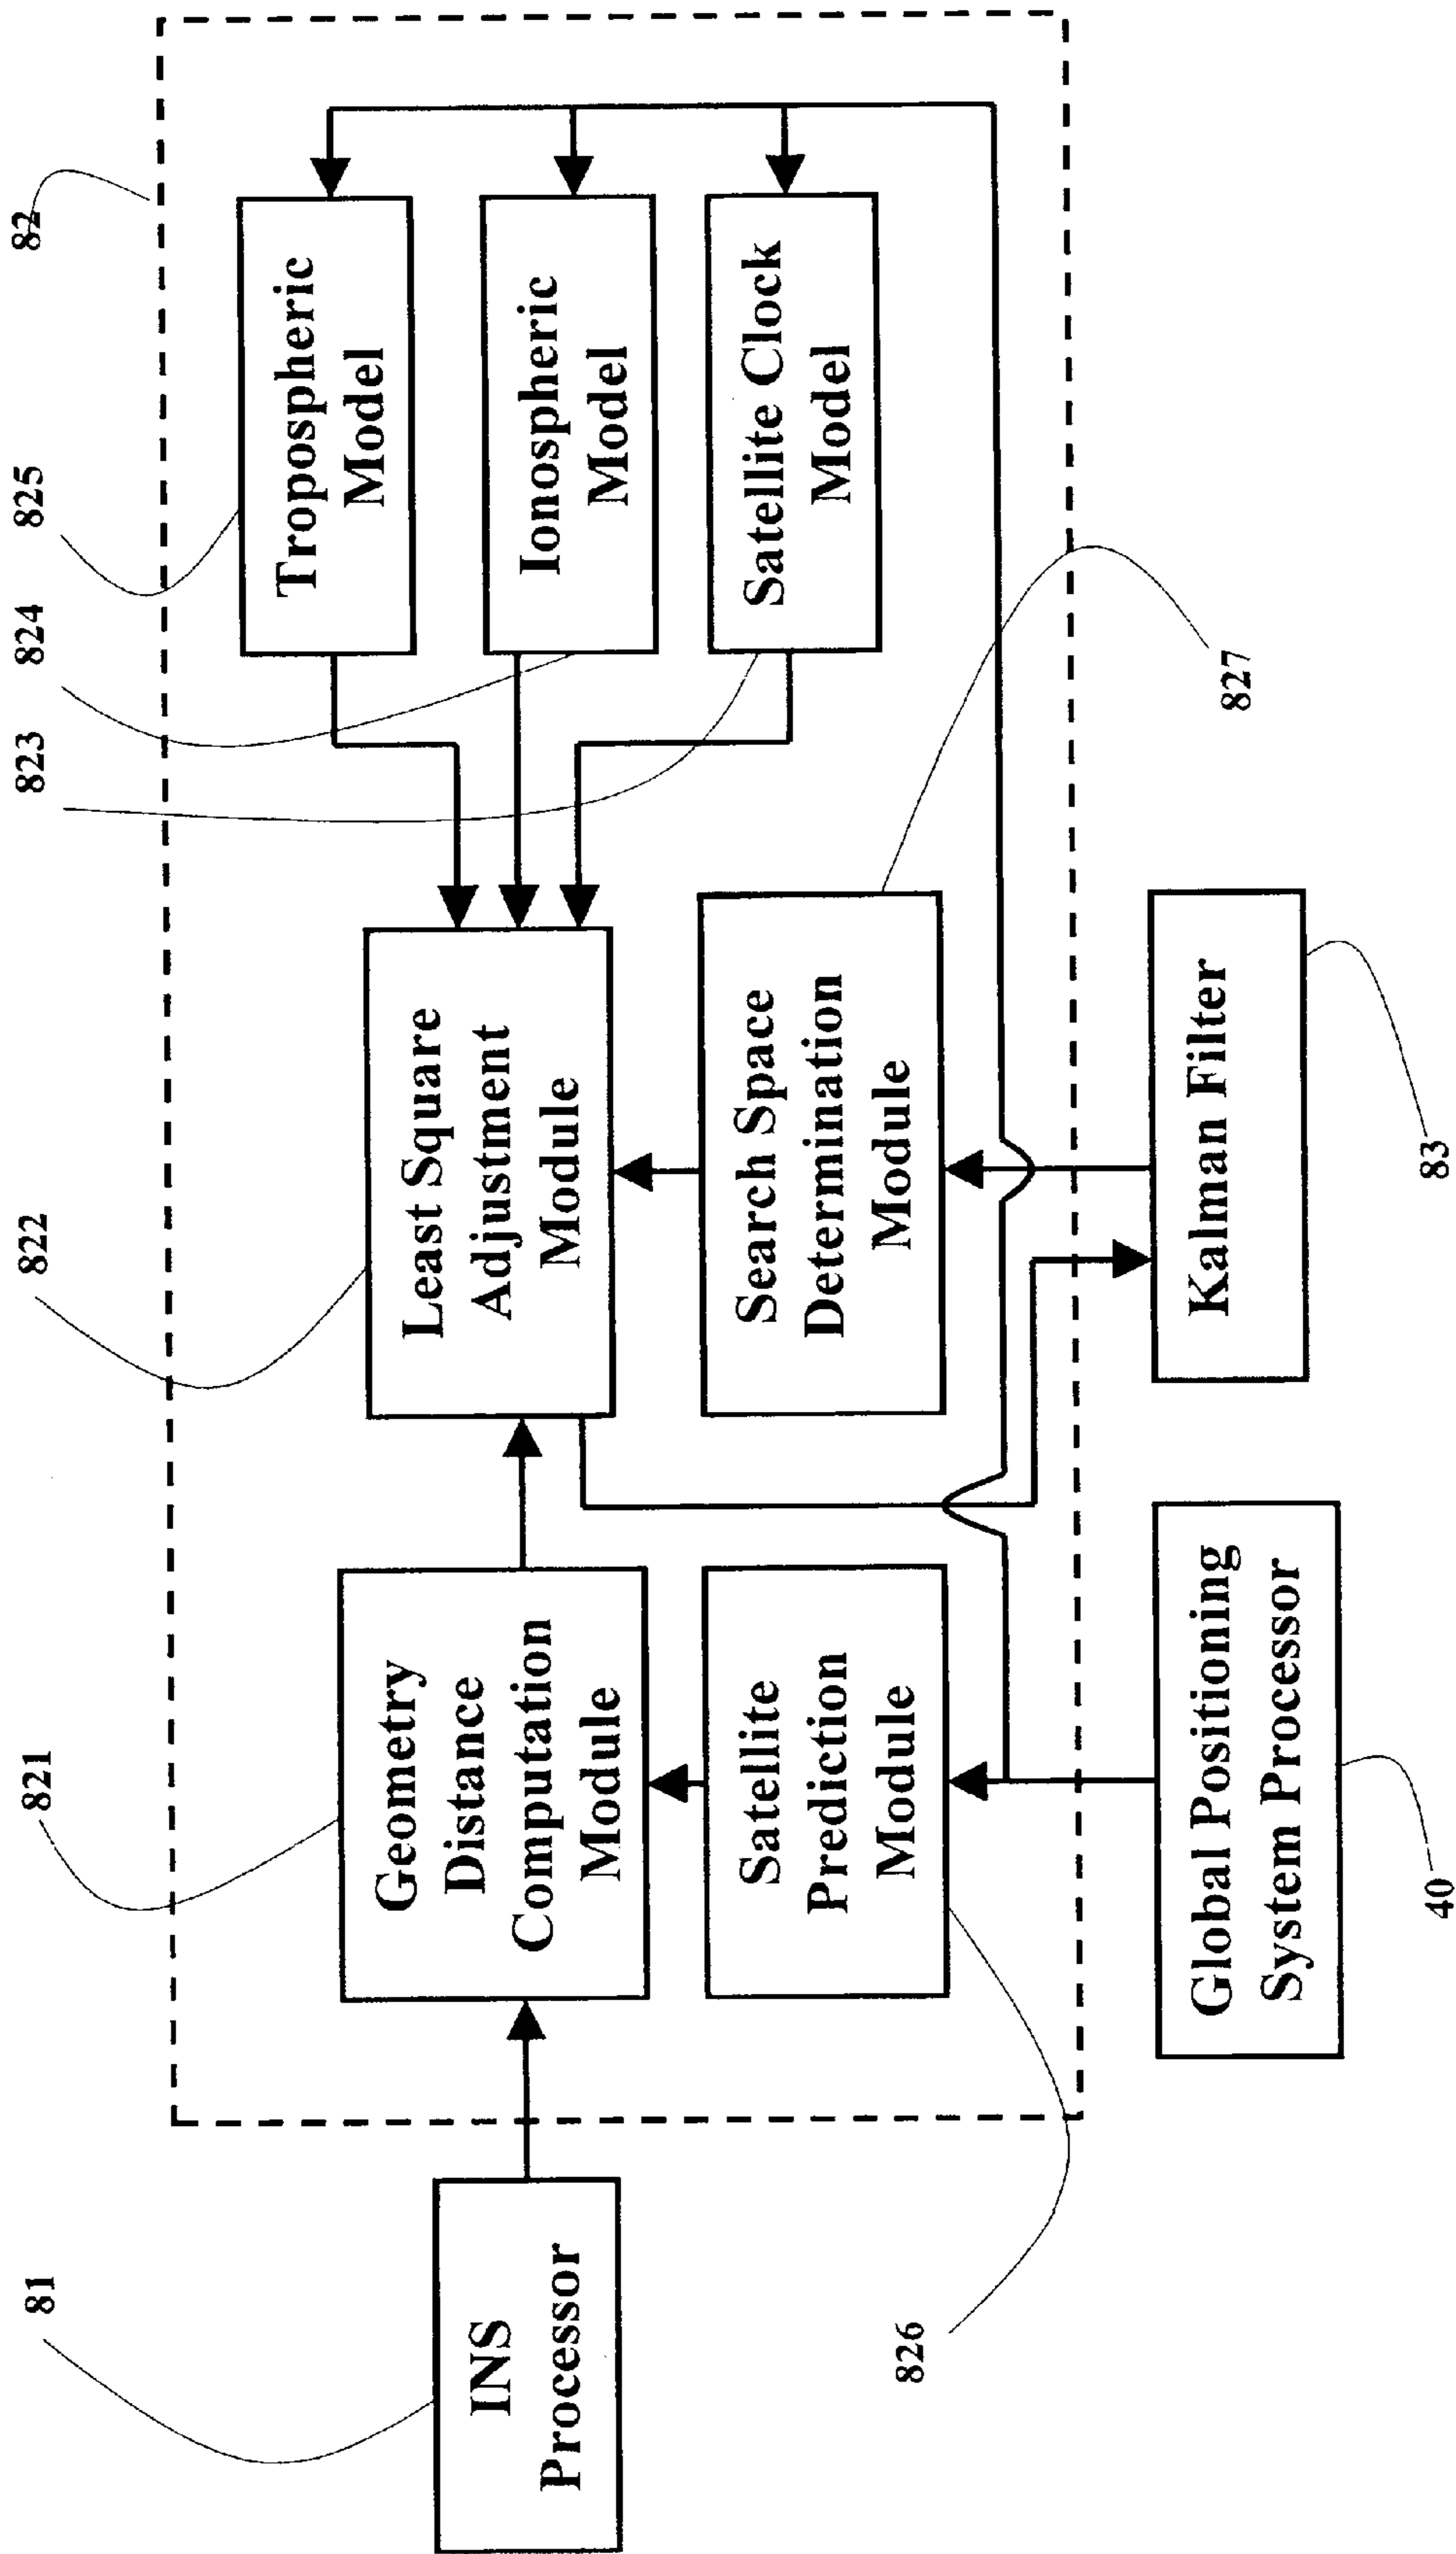 82
825
824
823
822
821
81
Tropospheric
Model
Ionospheric
Model
Satellite Clock
Model
827
Least Square
Adjustment
Module
Search Space
Determination
Module
Kalman Filter
83
Geometry
Distance
Computation
Module
Satellite
Prediction
Module
Global Positioning
System Processor
40
INS
Processor
826